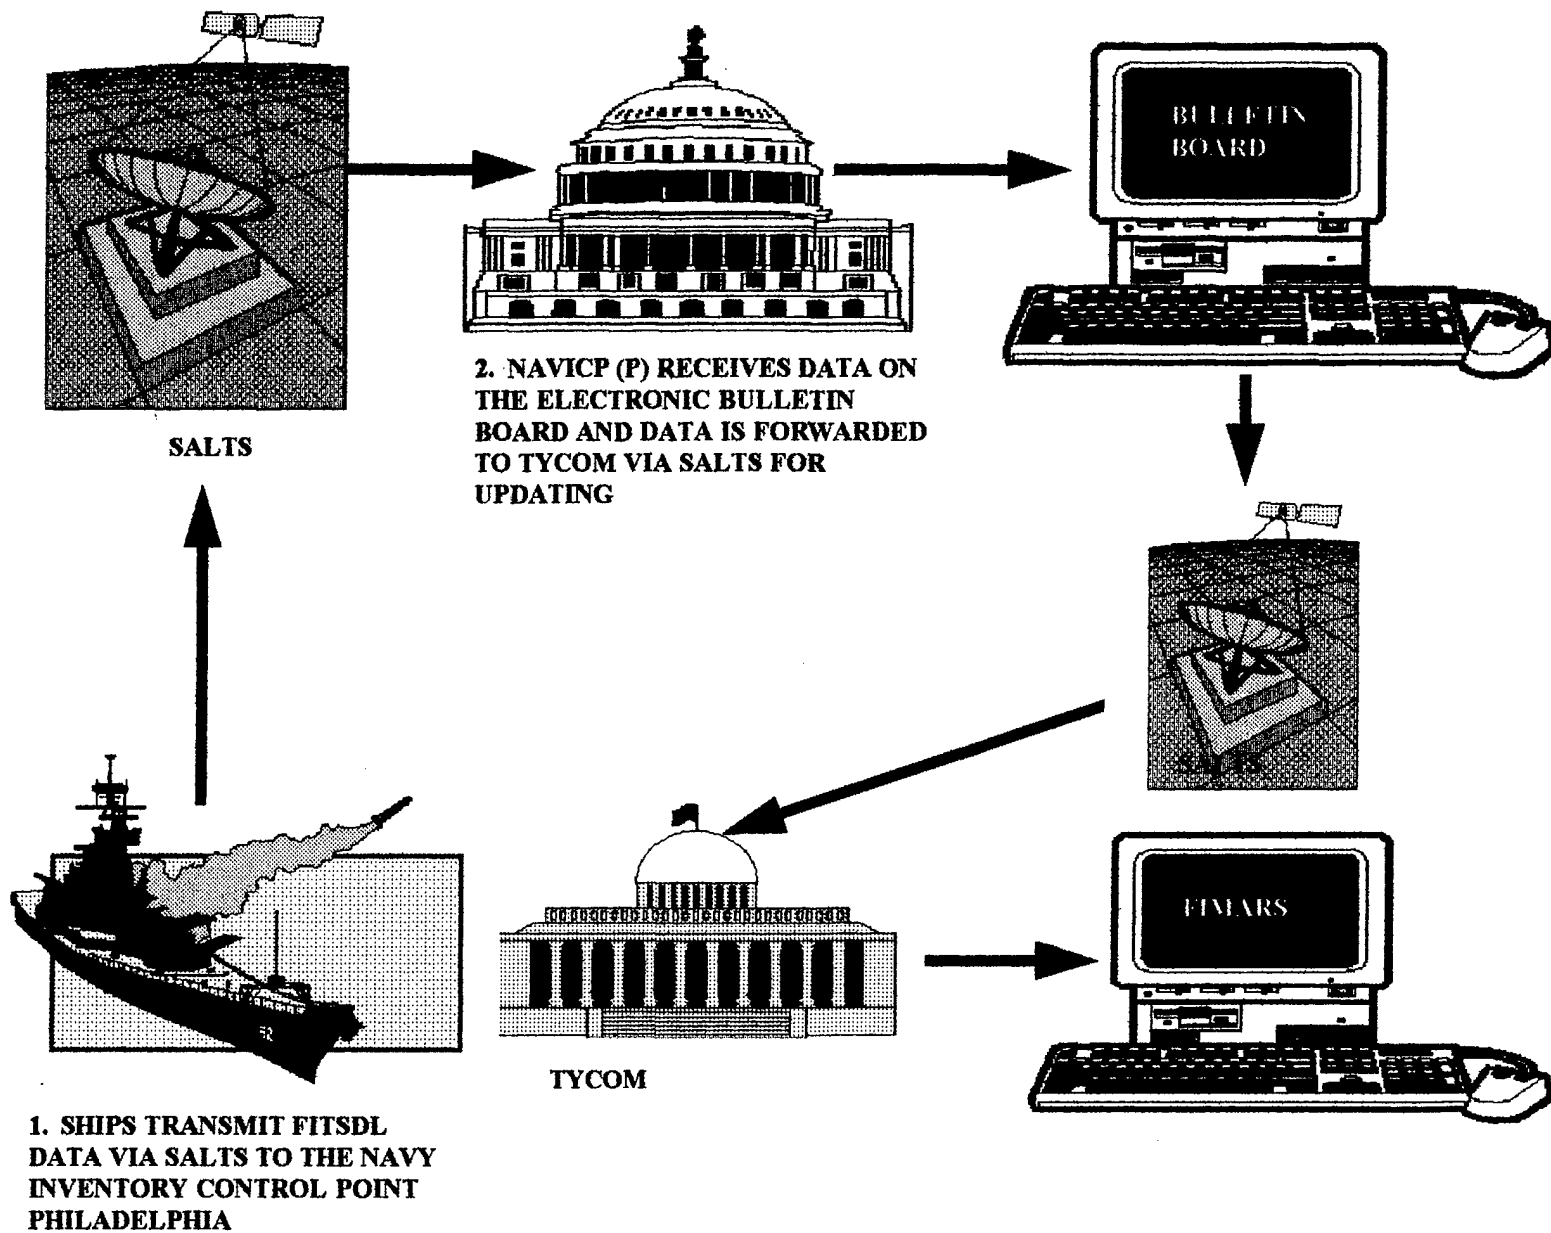 BULLETIN
BOARD
2. NAVICP (P) RECEIVES DATA ON
THE ELECTRONIC BULLETIN
BOARD AND DATA IS FORWARDED
TO TYCOM VIA SALTS FOR
UPDATING
SALTS
SALTS
FIMARS
52
TYCOM
1. SHIPS TRANSMIT FITSDL
DATA VIA SALTS TO THE NAVY
INVENTORY CONTROL POINT
PHILADELPHIA